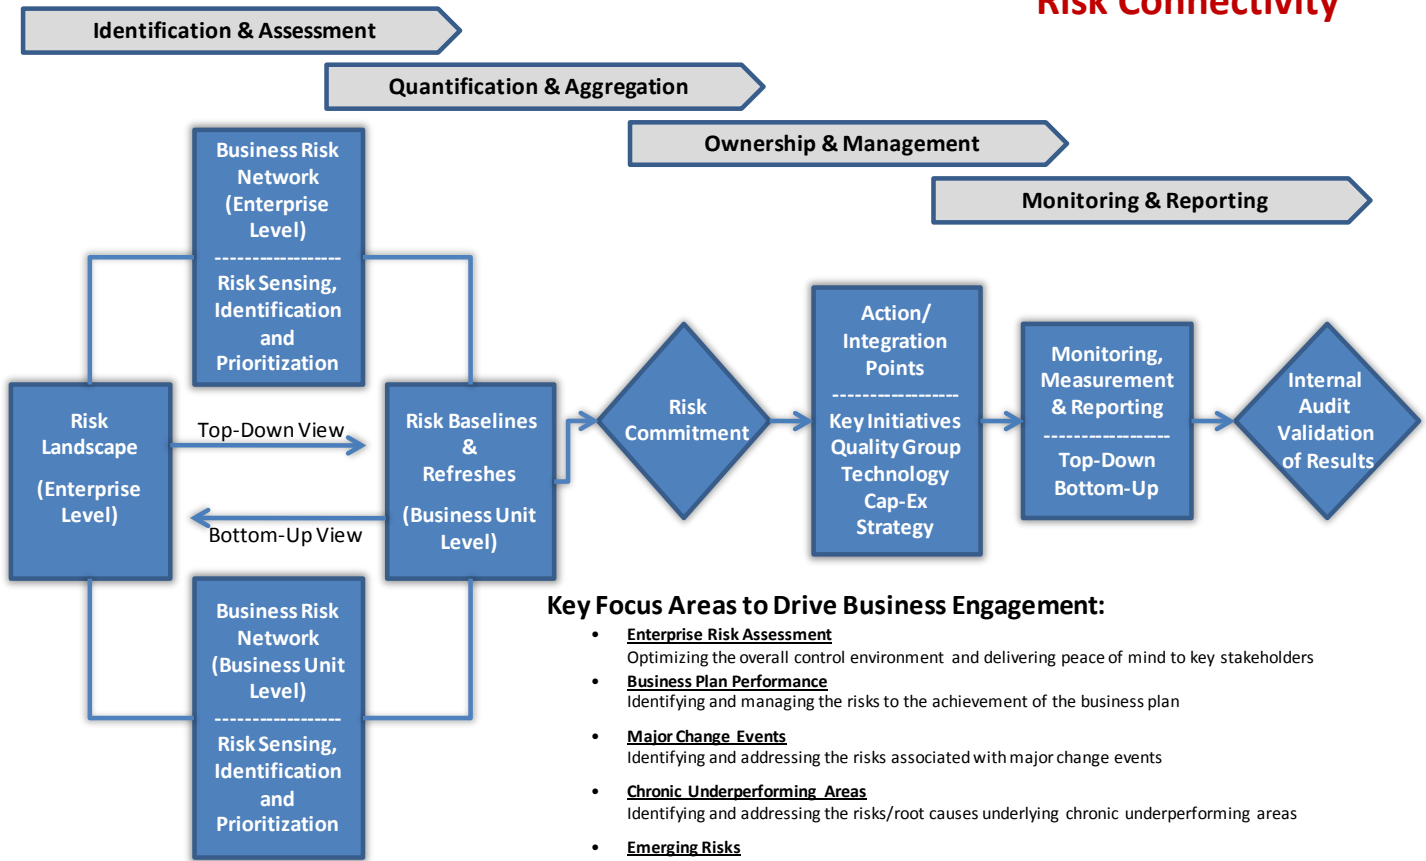 Risk Connectivity
Identification & Assessment
Quantification & Aggregation
Ownership & Management
Monitoring & Reporting
Business Risk
Network
(Enterprise
Level)
------------------
Risk Sensing,
Identification
and
Prioritization
Risk
Landscape
(Enterprise
Level)
Top-Down View
Bottom-Up View
Risk Baselines
&
Refreshes
(Business Unit
Level)
Business Risk
Network
(Business Unit
Level)
------------------
Risk Sensing,
Identification
and
Prioritization
Risk
Commitment
Action/
Integration
Points
------------------
Key Initiatives
Quality Group
Technology
Cap-Ex
Strategy
Monitoring,
Measurement
& Reporting
------------------
Top-Down
Bottom-Up
Internal
Audit
Validation
of Results
Key Focus Areas to Drive Business Engagement:
• Enterprise Risk Assessment
Optimizing the overall control environment and delivering peace of mind to key stakeholders
• Business Plan Performance
Identifying and managing the risks to the achievement of the business plan
• Major Change Events
Identifying and addressing the risks associated with major change events
• Chronic Underperforming Areas
Identifying and addressing the risks/root causes underlying chronic underperforming areas
• Emerging Risks